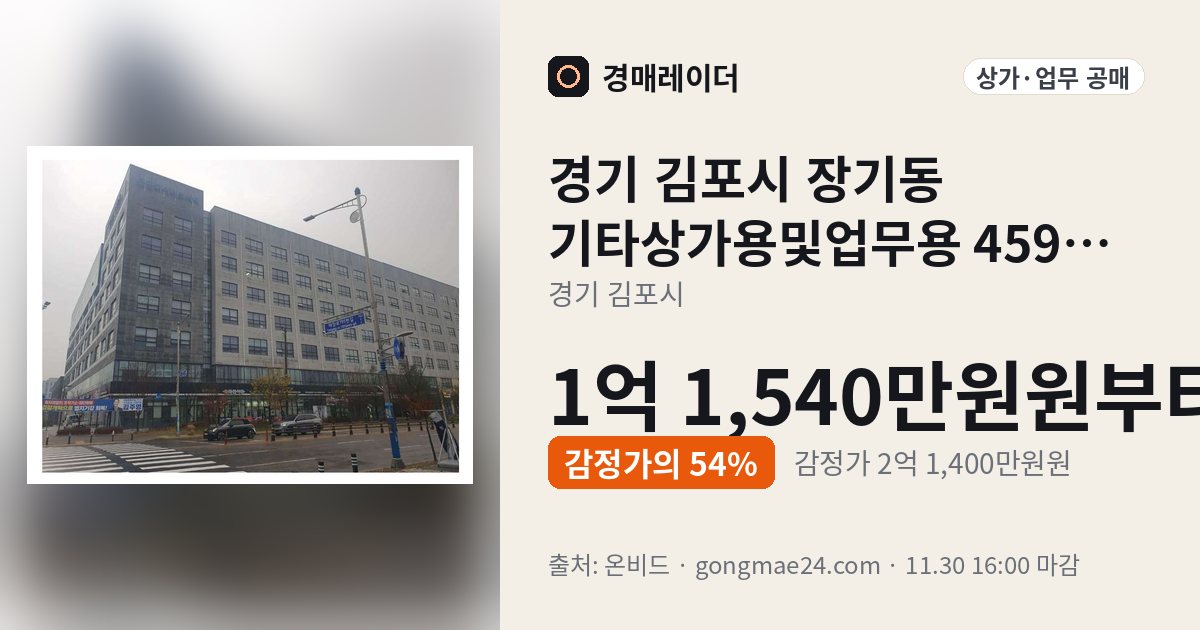 경매레이더
상가·업무 공매
경기 김포시 장기동
기타상가용및업무용 459…
경기 김포시
1억 1,540만원원부터
감정가의 54%
감정가 2억 1,400만원원
출처: 온비드 · gongmae24.com · 11.30 16:00 마감